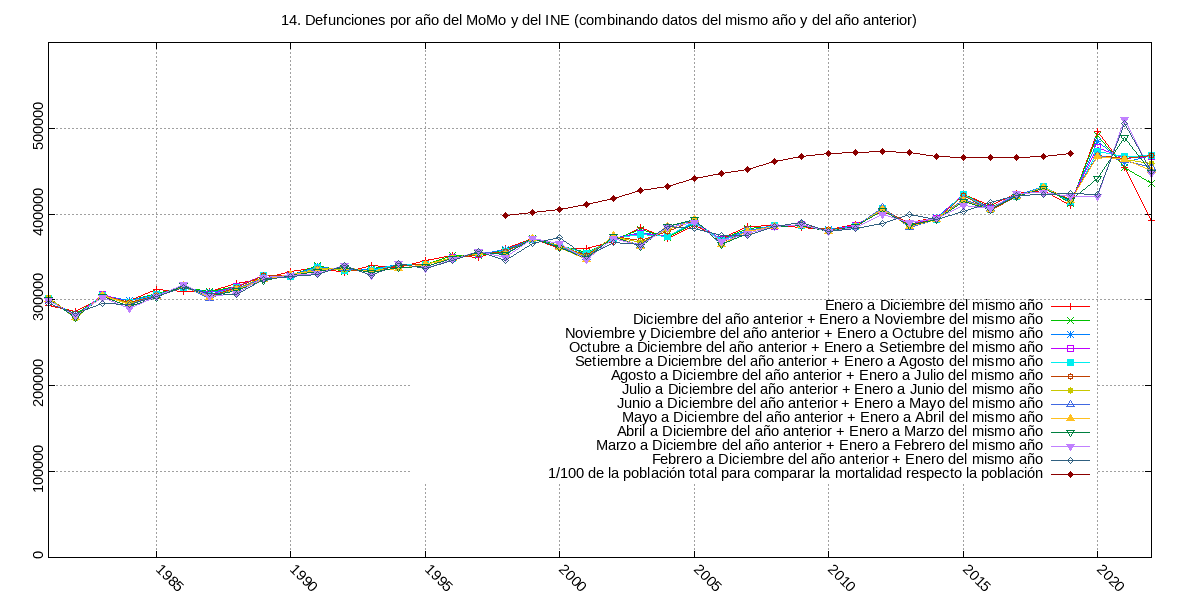 14. Defunciones por año del MoMo y del INE (combinando datos del mismo año y del año anterior)
500000
400000
300000
200000
100000
0
Enero a Diciembre del mismo año
Diciembre del año anterior + Enero a Noviembre del mismo año
Noviembre y Diciembre del año anterior + Enero a Octubre del mismo año
Octubre a Diciembre del año anterior + Enero a Setiembre del mismo año
Setiembre a Diciembre del año anterior + Enero a Agosto del mismo año
Agosto a Diciembre del año anterior + Enero a Julio del mismo año
Julio a Diciembre del año anterior + Enero a Junio del mismo año
Junio a Diciembre del año anterior + Enero a Mayo del mismo año
Mayo a Diciembre del año anterior + Enero a Abril del mismo año
Abril a Diciembre del año anterior + Enero a Marzo del mismo año
Marzo a Diciembre del año anterior + Enero a Febrero del mismo año
Febrero a Diciembre del año anterior + Enero del mismo año
1/100 de la población total para comparar la mortalidad respecto la población
1985 1990 1995 2000 2005 2010 2015 2020